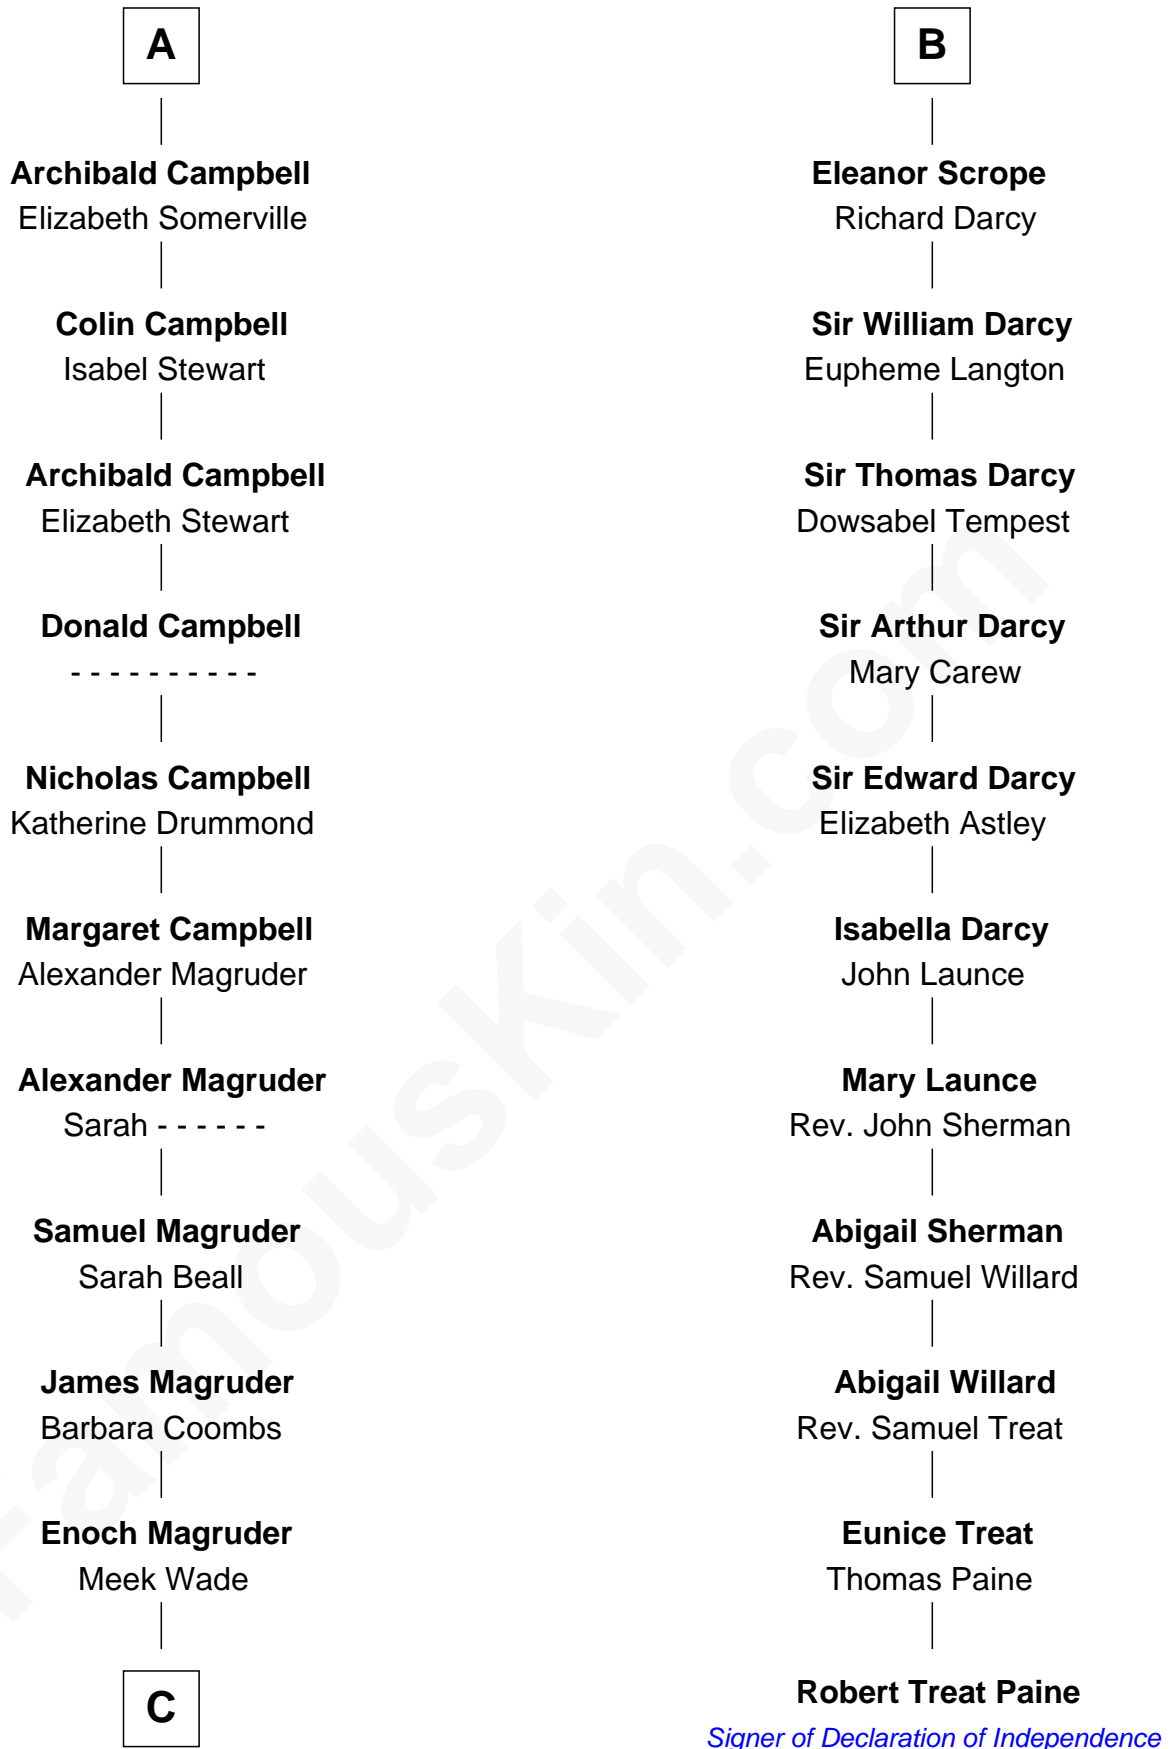 A
Archibald Campbell
Elizabeth Somerville
Colin Campbell
Isabel Stewart
Archibald Campbell
Elizabeth Stewart
Donald Campbell
- - - - - - - - - -
Nicholas Campbell
Katherine Drummond
Margaret Campbell
Alexander Magruder
Alexander Magruder
Sarah - - - - - -
Samuel Magruder
Sarah Beall
James Magruder
Barbara Coombs
Enoch Magruder
Meek Wade
C
B
Eleanor Scrope
Richard Darcy
Sir William Darcy
Eupheme Langton
Sir Thomas Darcy
Dowsabel Tempest
Sir Arthur Darcy
Mary Carew
Sir Edward Darcy
Elizabeth Astley
Isabella Darcy
John Launce
Mary Launce
Rev. John Sherman
Abigail Sherman
Rev. Samuel Willard
Abigail Willard
Rev. Samuel Treat
Eunice Treat
Thomas Paine
Robert Treat Paine
Signer of Declaration of Independence
FamousKin.com